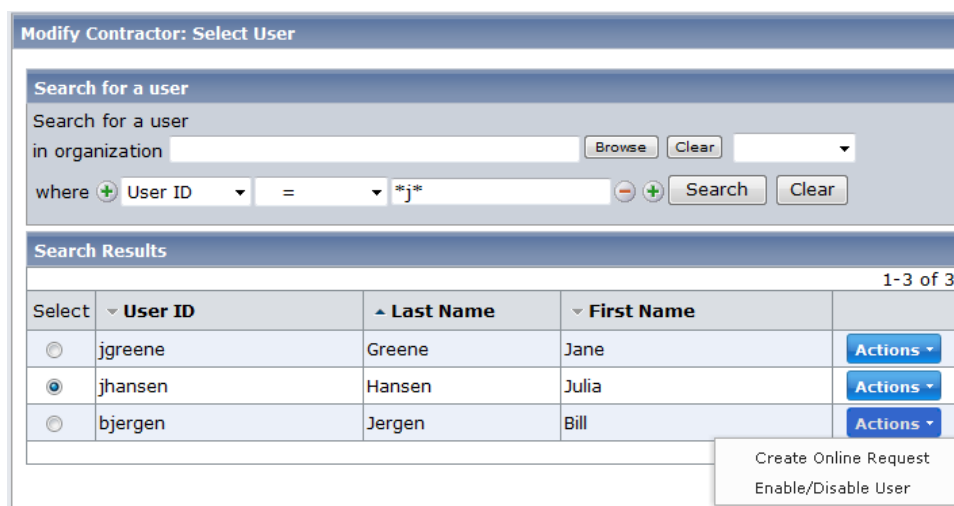 Modify Contractor: Select User
Search for a user
Search for a user
in organization Browse Clear
where User ID = *j* Search Clear
Search Results
1-3 of 3
Select User ID Last Name First Name
jgreene Greene Jane Actions
jhansen Hansen Julia Actions
bjergen Jergen Bill Actions
Create Online Request
Enable/Disable User